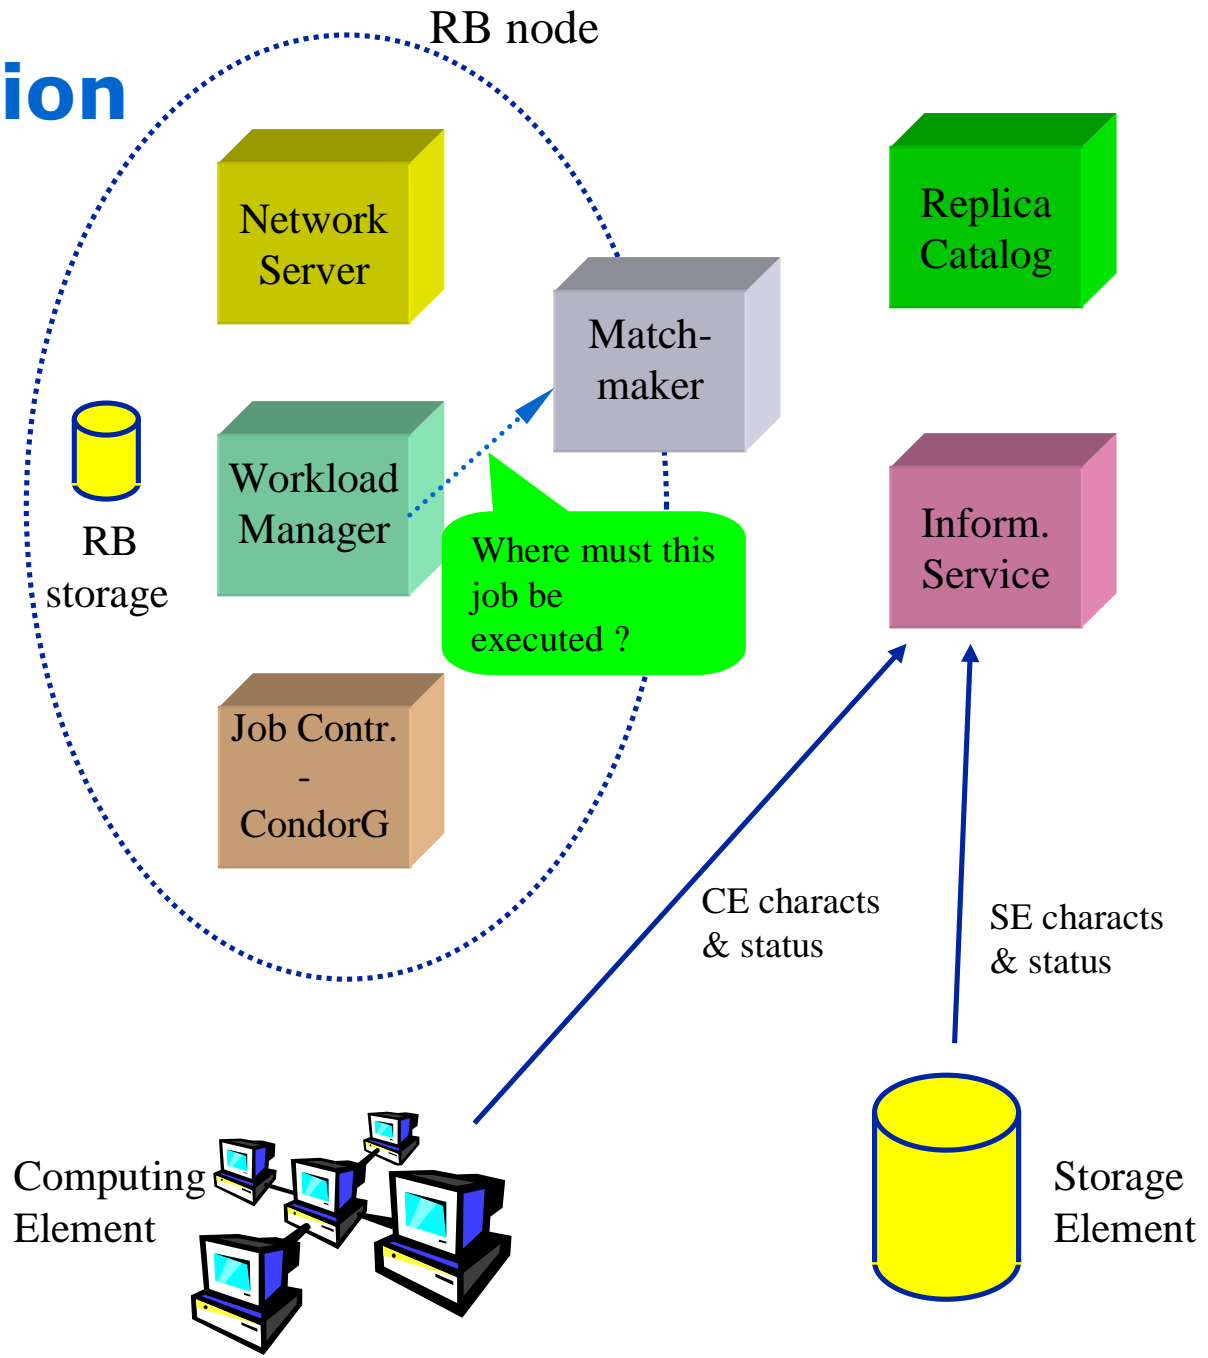 RB node
ion
Network
Server
Replica
Catalog
Match-
maker
Workload
Manager
RB
storage
Where must this
job be
executed ?
Inform.
Service
Job Contr.
-
CondorG
CE characts
& status
SE characts
& status
Computing
Element
Storage
Element